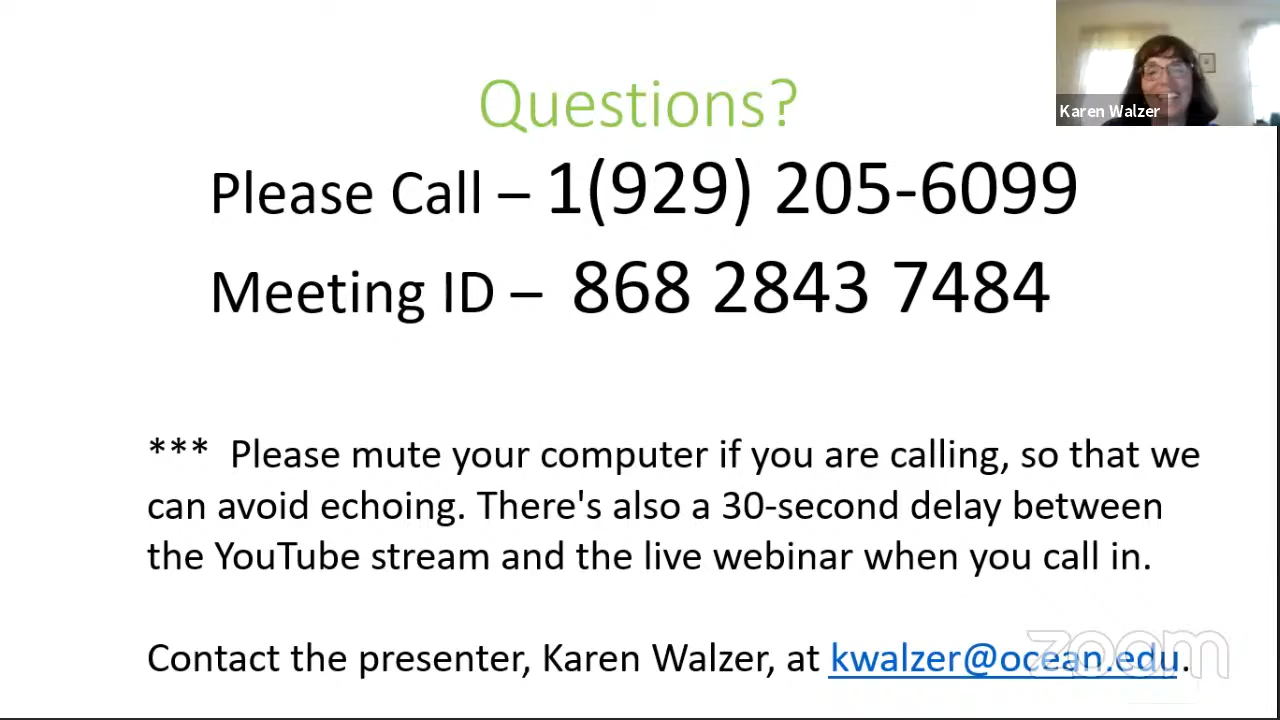 Karen Walzer
Questions?
Please Call – 1(929) 205-6099
Meeting ID – 868 2843 7484
*** Please mute your computer if you are calling, so that we
can avoid echoing. There's also a 30-second delay between
the YouTube stream and the live webinar when you call in.
Contact the presenter, Karen Walzer, at kwalzer@ocean.edu.
zoom